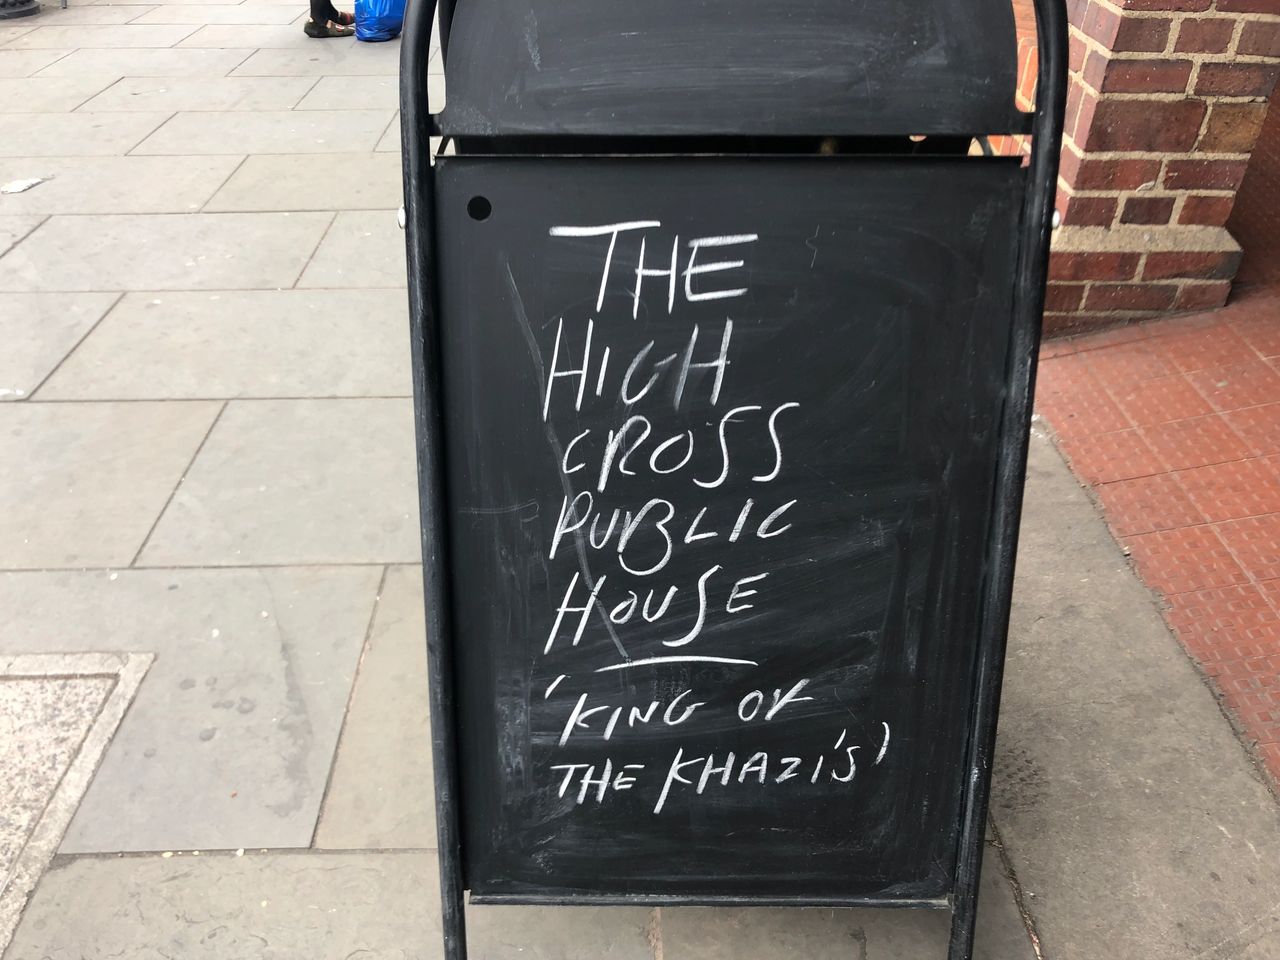 THE
HIGH
CROSS
PUBLIC
HOUSE
'KING OF
THE KHAZI'S'